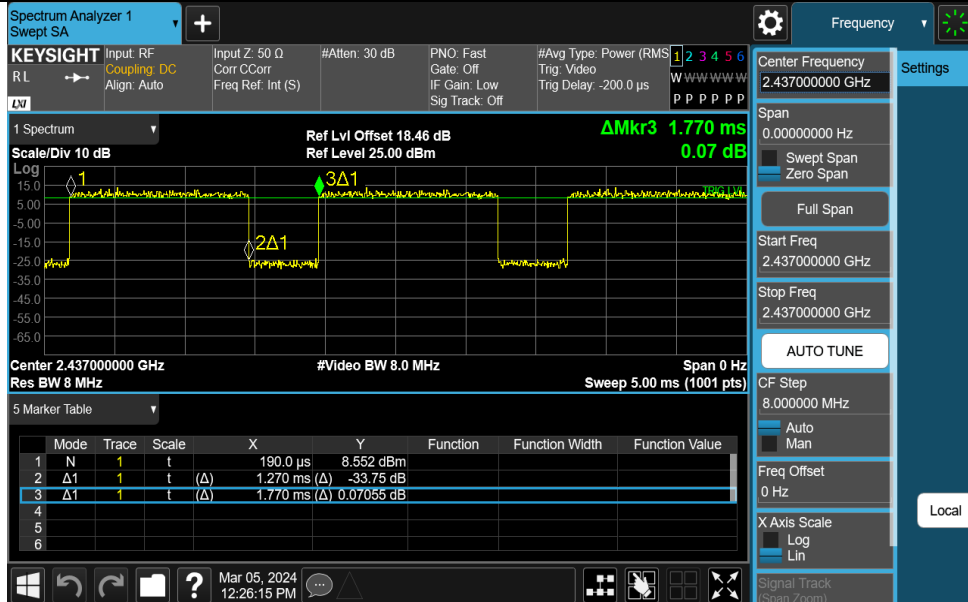 Spectrum Analyzer 1
Swept SA
Frequency
KEYSIGHT
R L
LXI
Input: RF
Coupling: DC
Align: Auto
Input Z: 50 Ω
Corr CCorr
Freq Ref: Int (S)
#Atten: 30 dB
PNO: Fast
Gate: Off
IF Gain: Low
Sig Track: Off
#Avg Type: Power (RMS
Trig: Video
Trig Delay: -200.0 µs
1 2 3 4 5 6
W W W W W W
P P P P P P
1 Spectrum
Scale/Div 10 dB
Ref Lvl Offset 18.46 dB
Ref Level 25.00 dBm
ΔMkr3 1.770 ms
0.07 dB
Log
15.0
5.00
-5.00
-15.0
-25.0
-35.0
-45.0
-55.0
-65.0
1
2Δ1
3Δ1
TRIG LVL
Center 2.437000000 GHz
#Video BW 8.0 MHz
Span 0 Hz
Res BW 8 MHz
Sweep 5.00 ms (1001 pts)
5 Marker Table
Mode Trace Scale X Y Function Function Width Function Value
1 N 1 t 190.0 µs 8.552 dBm
2 Δ1 1 t (Δ) 1.270 ms (Δ) -33.75 dB
3 Δ1 1 t (Δ) 1.770 ms (Δ) 0.07055 dB
4
5
6
Mar 05, 2024
12:26:15 PM
Center Frequency
2.437000000 GHz
Span
0.00000000 Hz
Swept Span
Zero Span
Full Span
Start Freq
2.437000000 GHz
Stop Freq
2.437000000 GHz
AUTO TUNE
CF Step
8.000000 MHz
Auto
Man
Freq Offset
0 Hz
X Axis Scale
Log
Lin
Signal Track
(Span Zoom)
Settings
Local